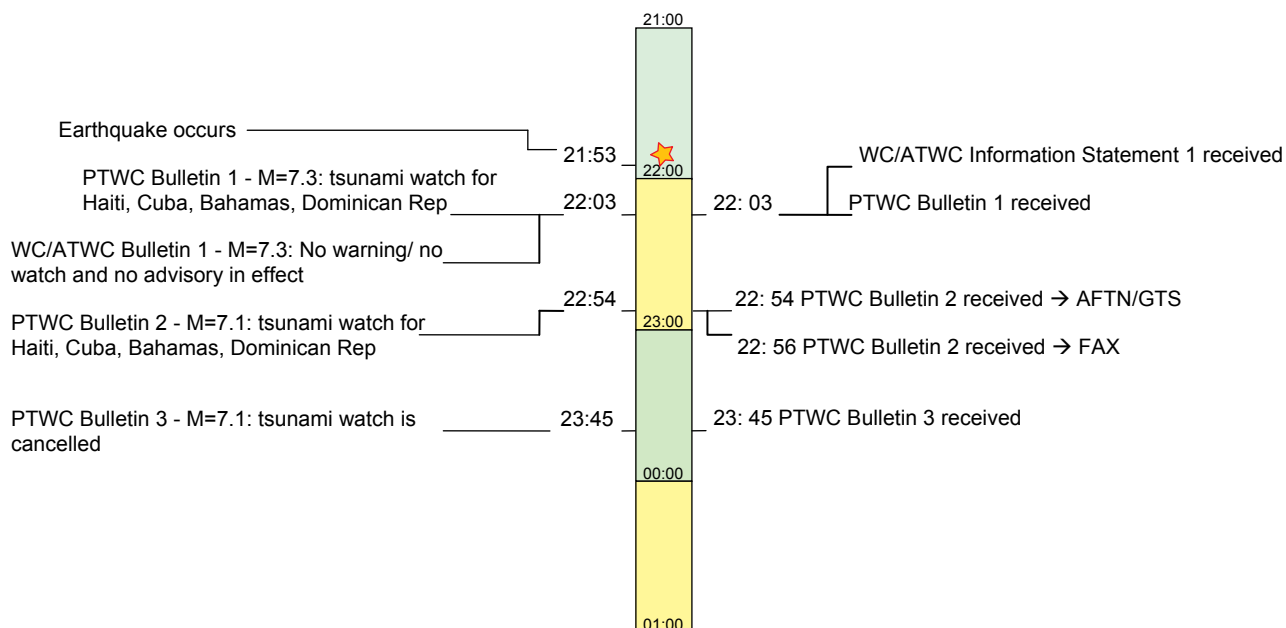 21:00
Earthquake occurs
21:53
WC/ATWC Information Statement 1 received
22:00
PTWC Bulletin 1 - M=7.3: tsunami watch for
Haiti, Cuba, Bahamas, Dominican Rep
22:03
22: 03
PTWC Bulletin 1 received
WC/ATWC Bulletin 1 - M=7.3: No warning/ no
watch and no advisory in effect
22:54
22: 54 PTWC Bulletin 2 received → AFTN/GTS
PTWC Bulletin 2 - M=7.1: tsunami watch for
Haiti, Cuba, Bahamas, Dominican Rep
23:00
22: 56 PTWC Bulletin 2 received → FAX
PTWC Bulletin 3 - M=7.1: tsunami watch is
cancelled
23:45
23: 45 PTWC Bulletin 3 received
00:00
01:00